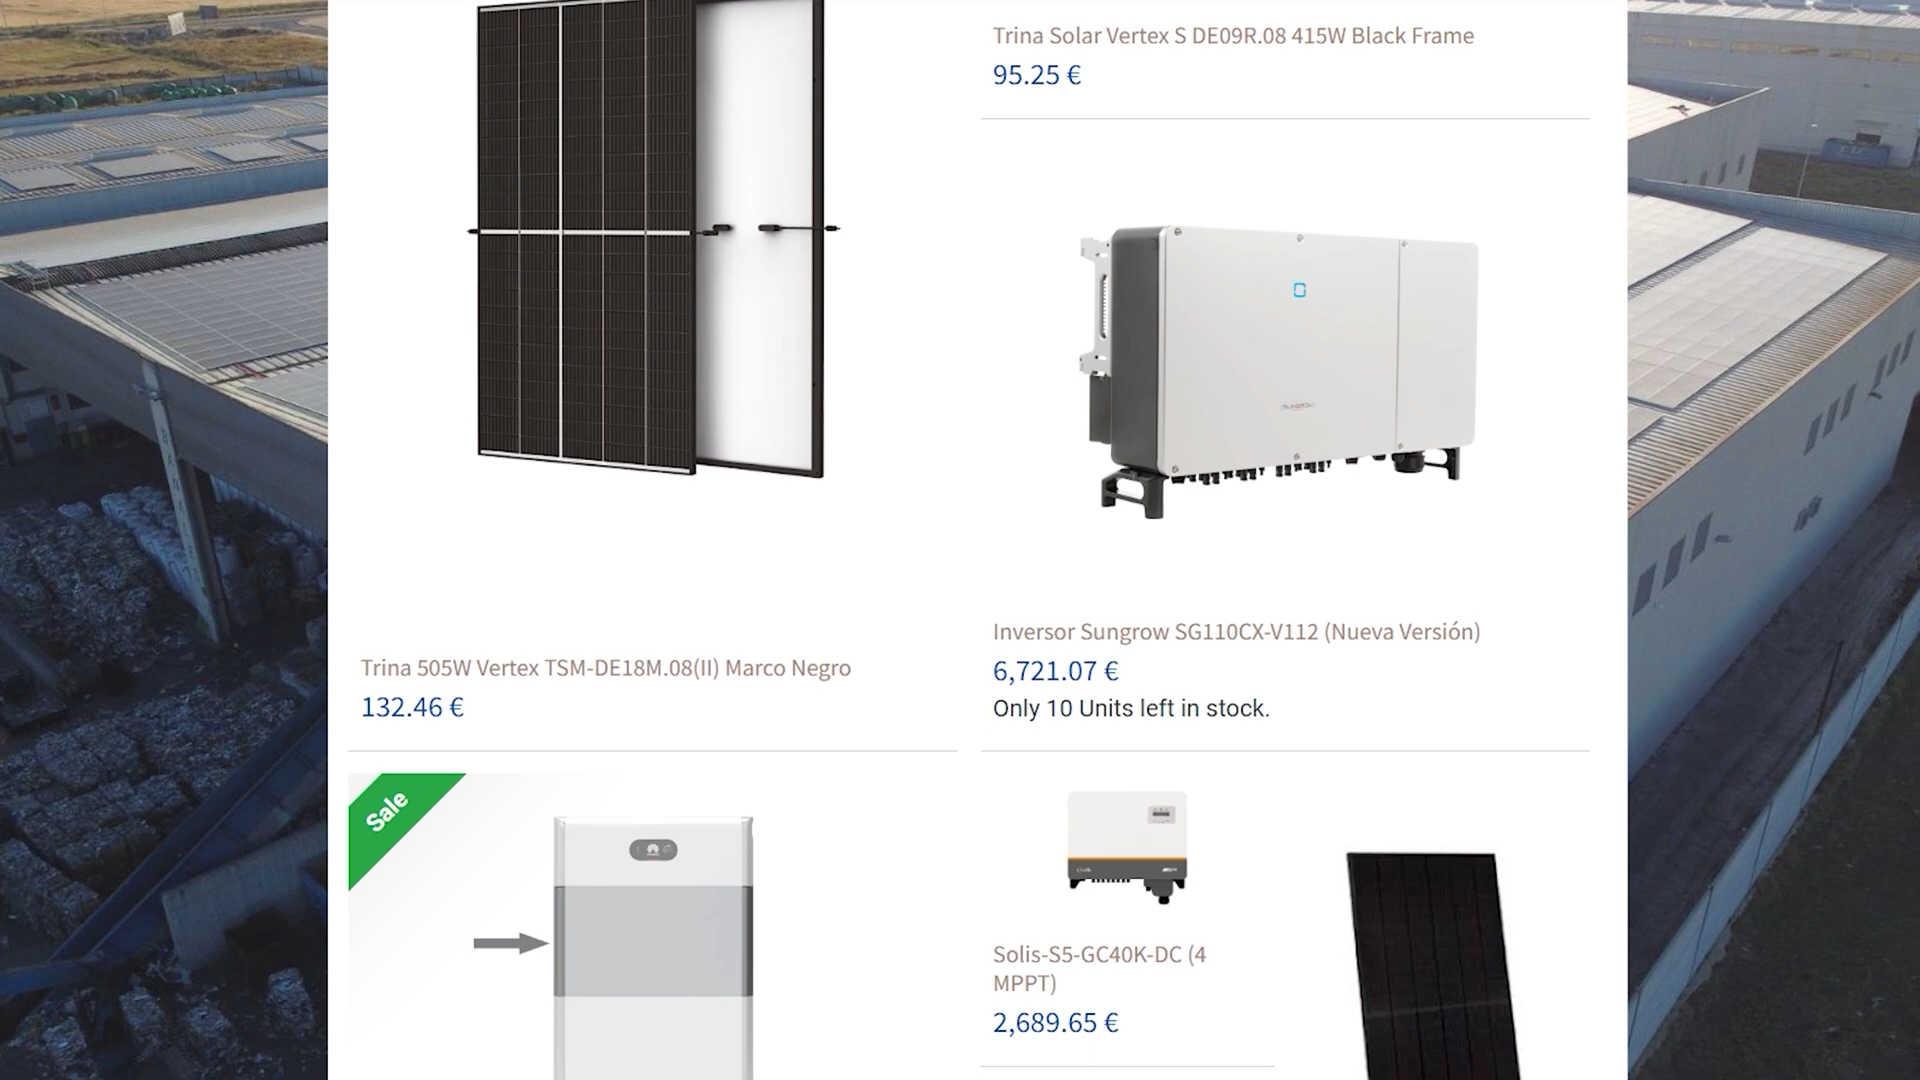 Trina Solar Vertex S DE09R.08 415W Black Frame
95.25 €
SUNGROW
Inversor Sungrow SG110CX-V112 (Nueva Versión)
6,721.07 €
Only 10 Units left in stock.
Trina 505W Vertex TSM-DE18M.08(II) Marco Negro
132.46 €
Sale
Solis-S5-GC40K-DC (4
MPPT)
2,689.65 €